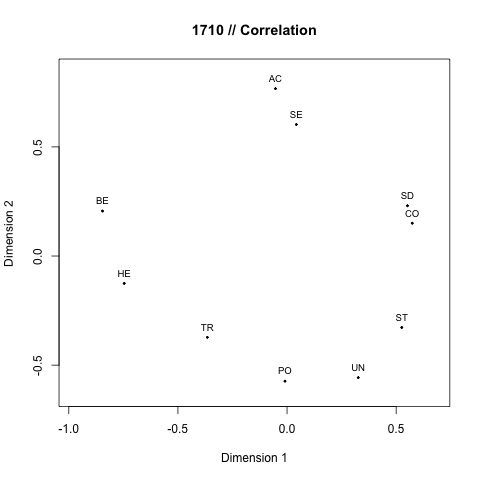 1710 // Correlation
AC
SE
0.5
BE
SD
CO
Dimension 2
0.0
HE
ST
TR
-0.5
PO
UN
-1.0 -0.5 0.0 0.5
Dimension 1